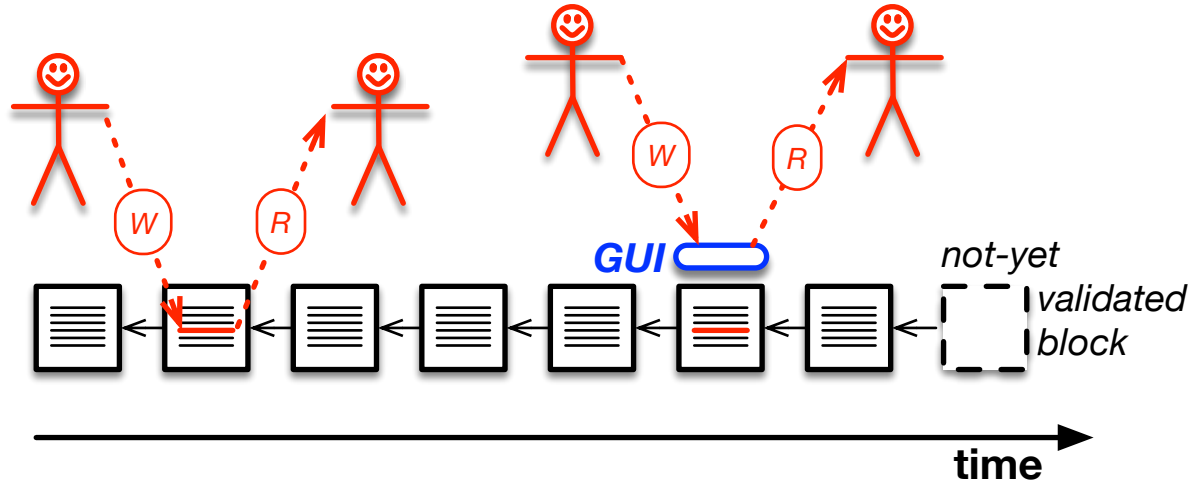 W
R
W
R
GUI
not-yet
validated
block
time